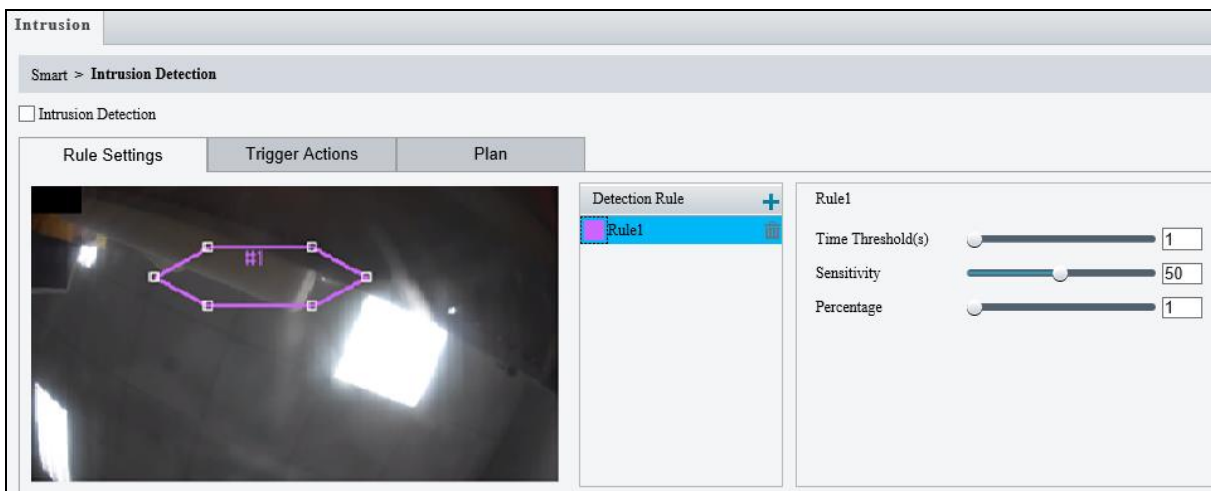 Intrusion
Smart > Intrusion Detection
Intrusion Detection
Rule Settings Trigger Actions Plan
#1
Detection Rule
Rule1
Rule1
Time Threshold(s) 1
Sensitivity 50
Percentage 1